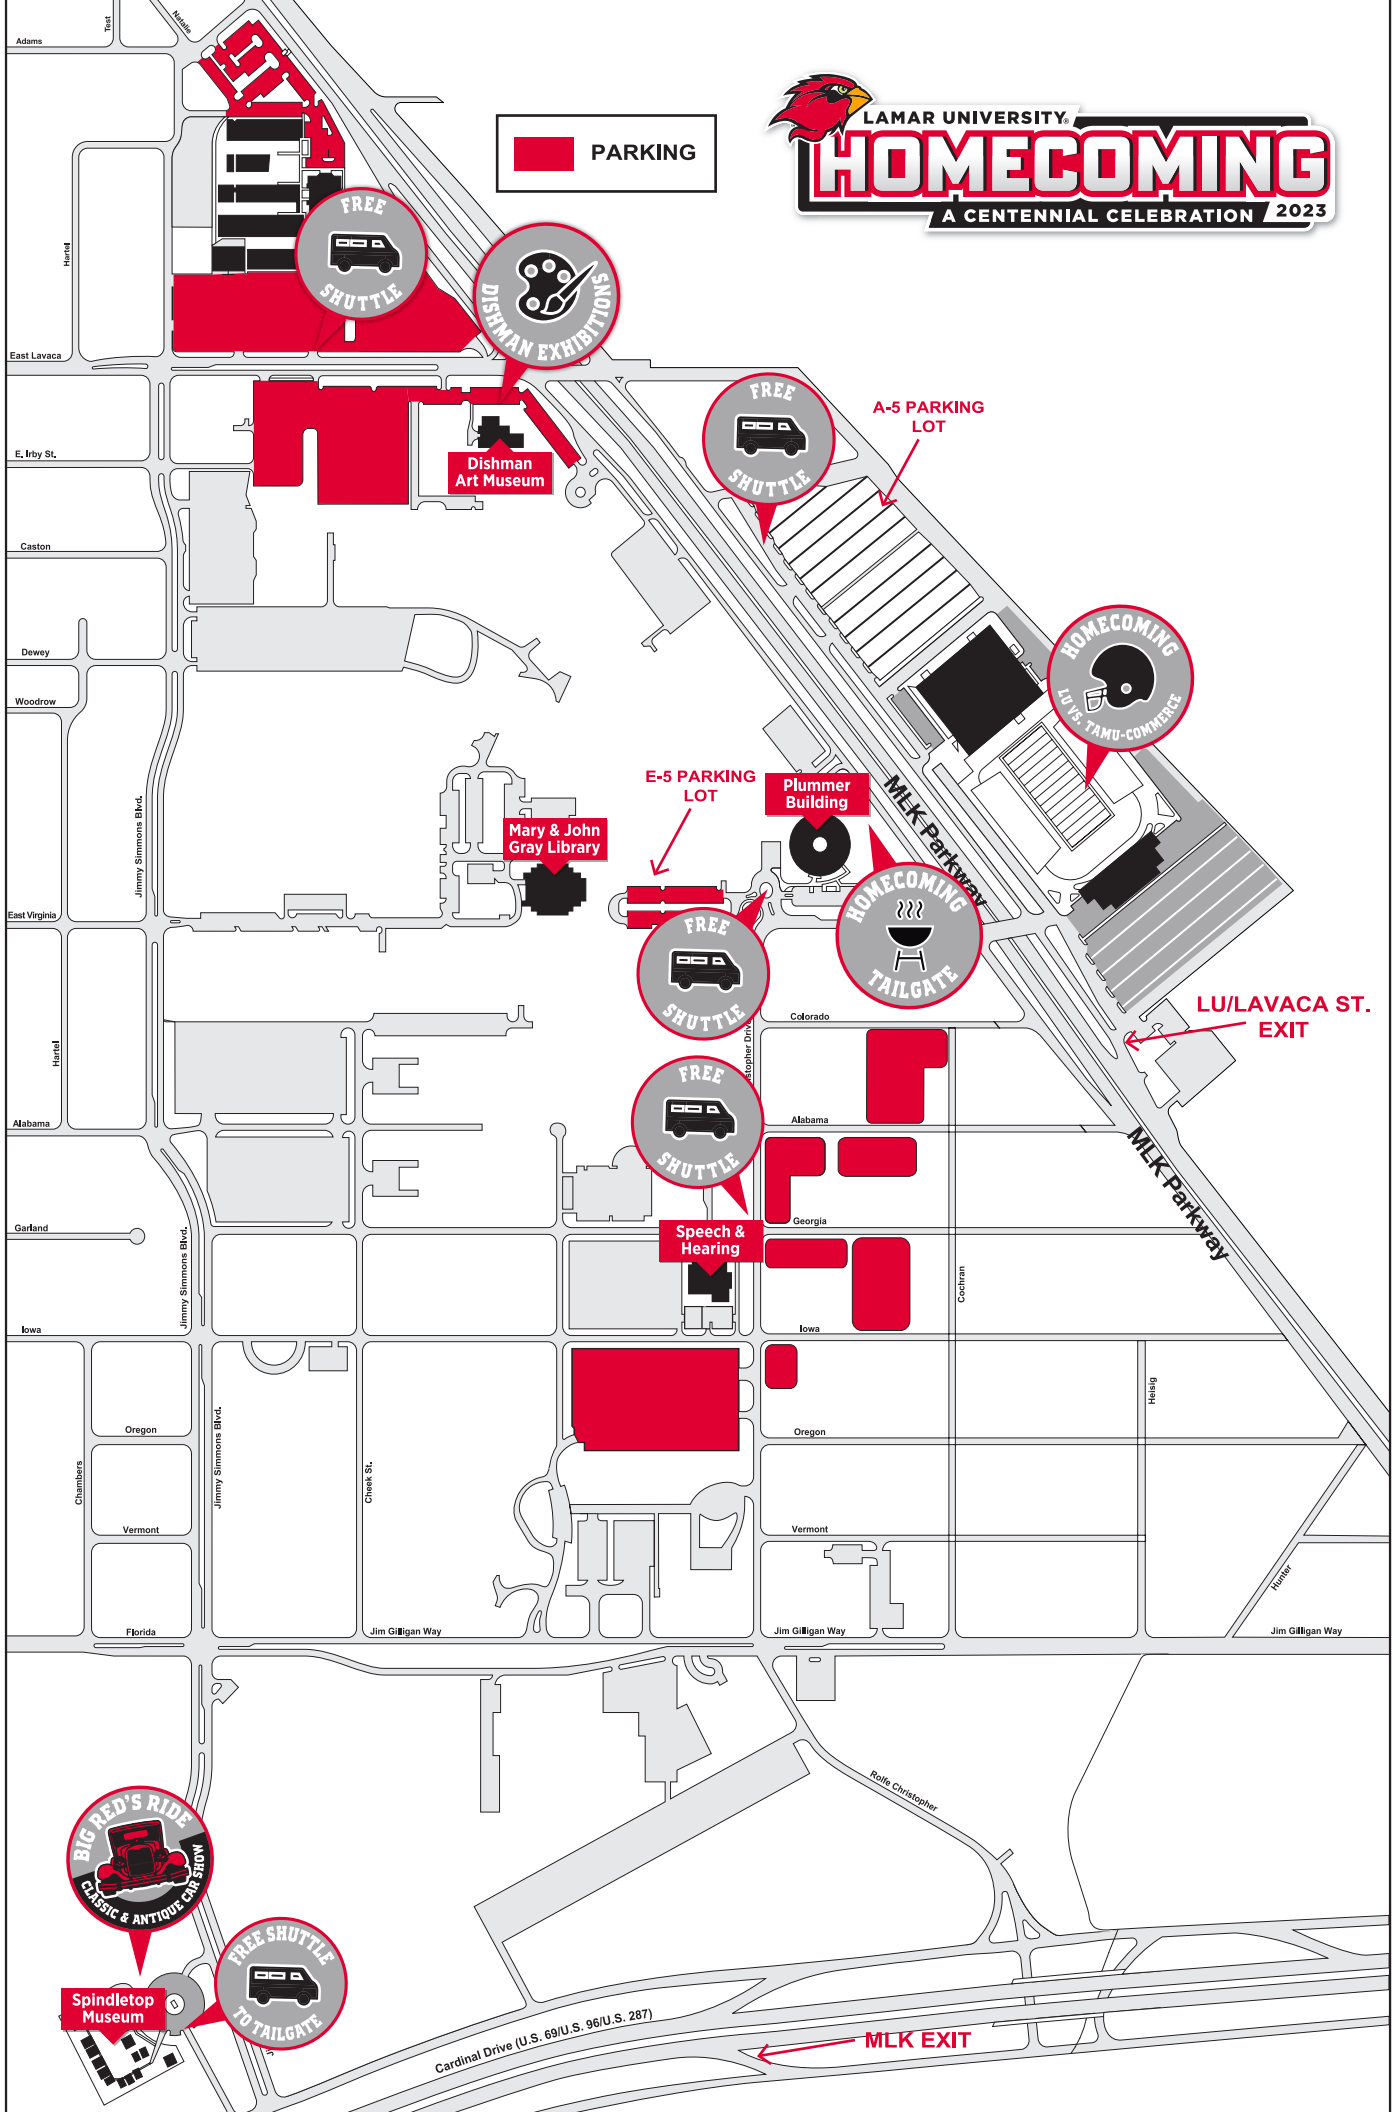 Adams
Test
Natalie
PARKING
LAMAR UNIVERSITY®
HOMECOMING
A CENTENNIAL CELEBRATION 2023
Hartel
FREE
SHUTTLE
DISHMAN EXHIBITIONS
East Lavaca
FREE
SHUTTLE
A-5 PARKING
LOT
E. Irby St.
Dishman
Art Museum
Caston
HOMECOMING
LU VS. TAMU-COMMERCE
Dewey
Woodrow
Jimmy Simmons Blvd.
E-5 PARKING
LOT
Plummer
Building
MLK Parkway
Mary & John
Gray Library
HOMECOMING
TAILGATE
East Virginia
FREE
SHUTTLE
LU/LAVACA ST.
EXIT
Colorado
Hartel
stopher Drive
FREE
SHUTTLE
Alabama
Alabama
MLK Parkway
Garland
Georgia
Speech &
Hearing
Jimmy Simmons Blvd.
Cochran
Iowa
Iowa
Heisig
Oregon
Oregon
Jimmy Simmons Blvd.
Chambers
Cheek St.
Vermont
Vermont
Hunter
Florida
Jim Gilligan Way
Jim Gilligan Way
Jim Gilligan Way
Rolfe Christopher
BIG RED'S RIDE
CLASSIC & ANTIQUE CAR SHOW
FREE SHUTTLE
TO TAILGATE
Spindletop
Museum
Cardinal Drive (U.S. 69/U.S. 96/U.S. 287)
MLK EXIT